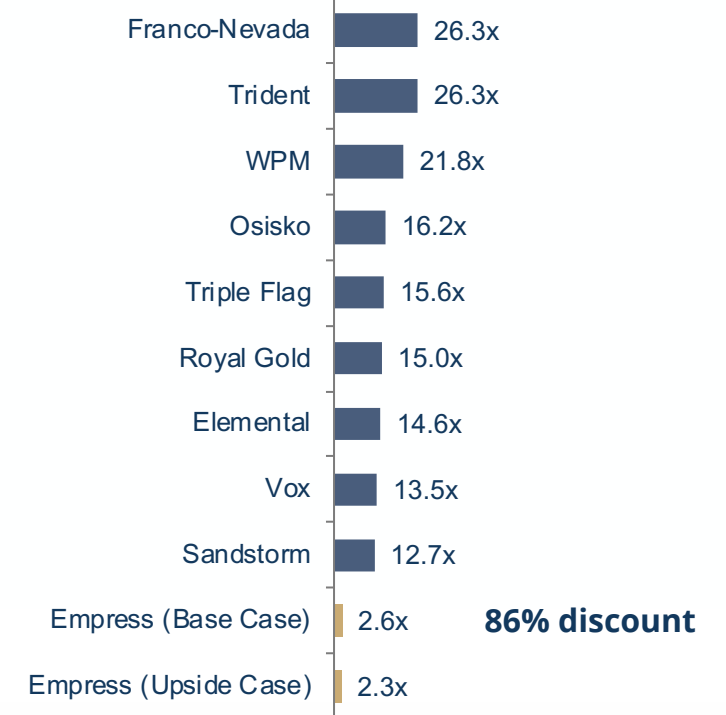 Franco-Nevada 26.3x
Trident 26.3x
WPM 21.8x
Osisko 16.2x
Triple Flag 15.6x
Royal Gold 15.0x
Elemental 14.6x
Vox 13.5x
Sandstorm 12.7x
Empress (Base Case) 2.6x 86% discount
Empress (Upside Case) 2.3x